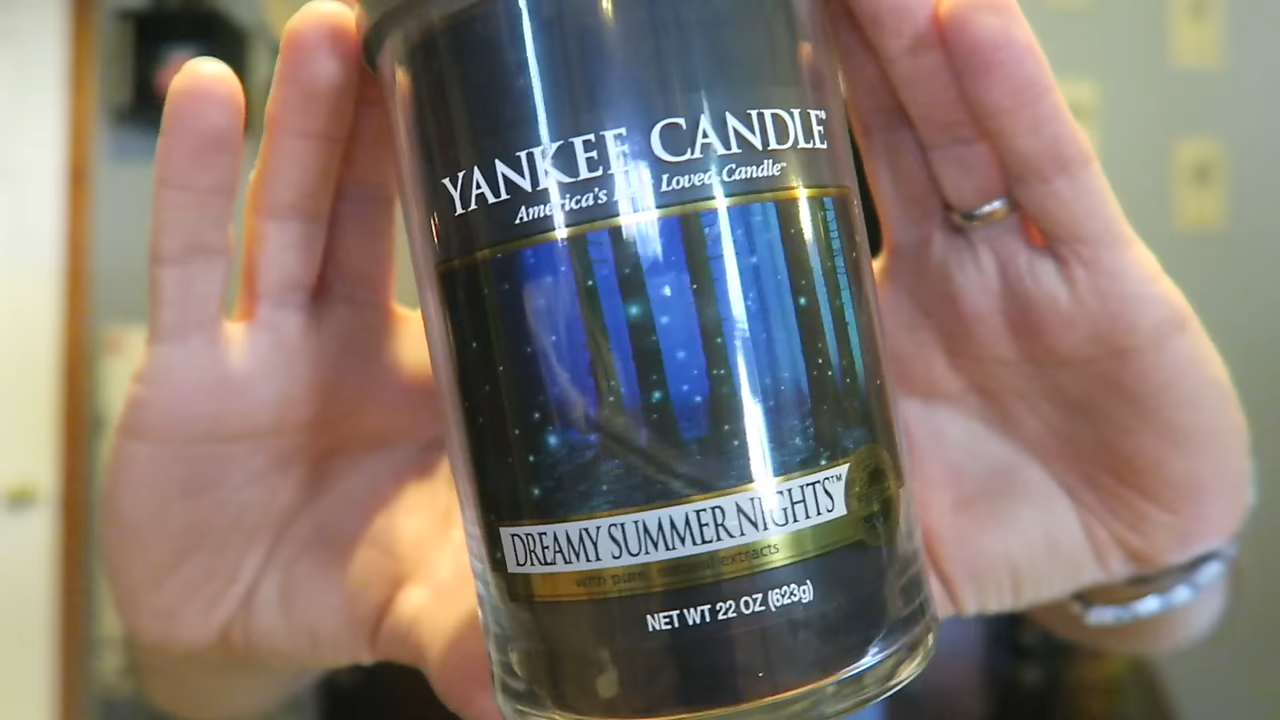 YANKEE CANDLE®
America's Loved Candle™
DREAMY SUMMER NIGHTS™
with pure extracts
NET WT 22 OZ (623g)